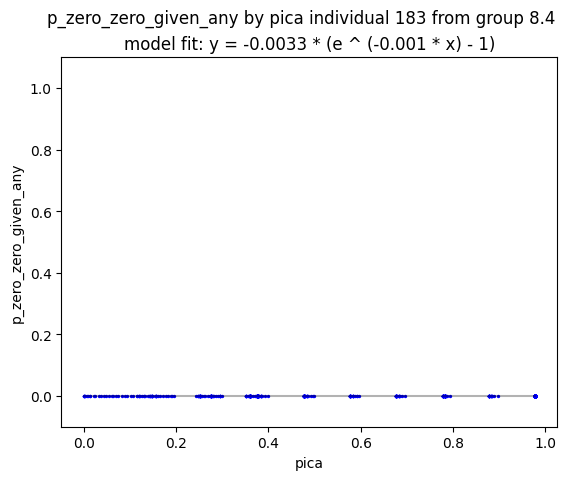 p_zero_zero_given_any by pica individual 183 from group 8.4
model fit: y = -0.0033 * (e ^ (-0.001 * x) - 1)
1.0
0.8
0.6
0.4
0.2
0.0
p_zero_zero_given_any
0.0 0.2 0.4 0.6 0.8 1.0
pica